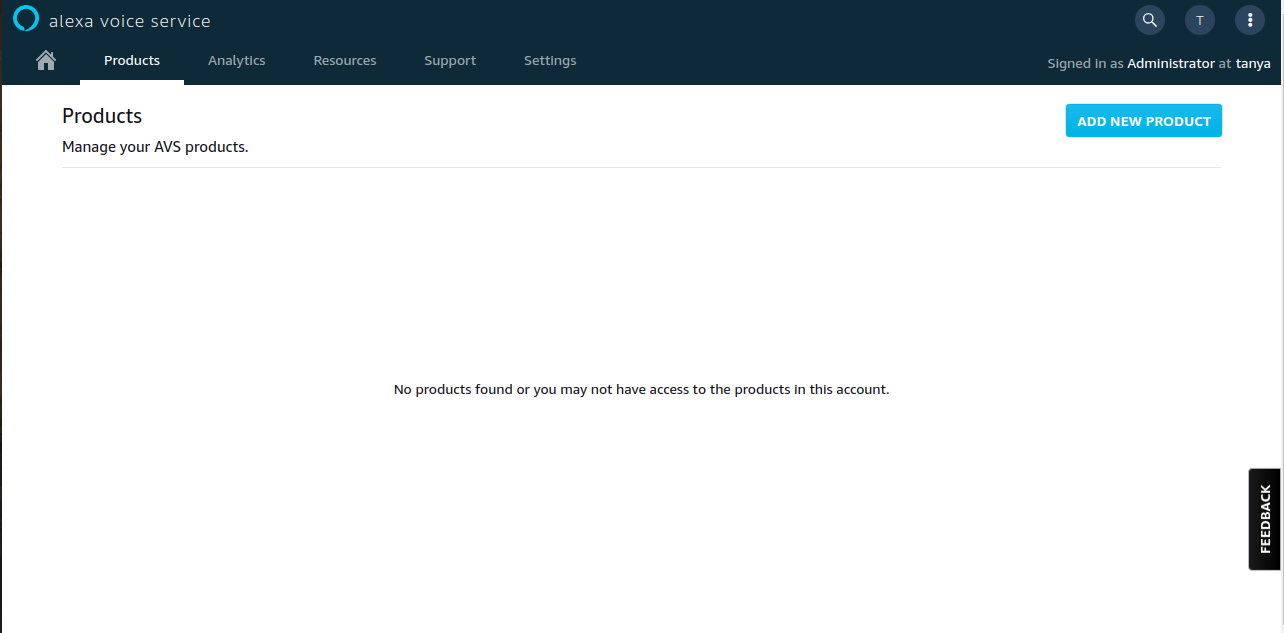 alexa voice service
T
Products Analytics Resources Support Settings
Signed in as Administrator at tanya
Products
ADD NEW PRODUCT
Manage your AVS products.
No products found or you may not have access to the products in this account.
FEEDBACK